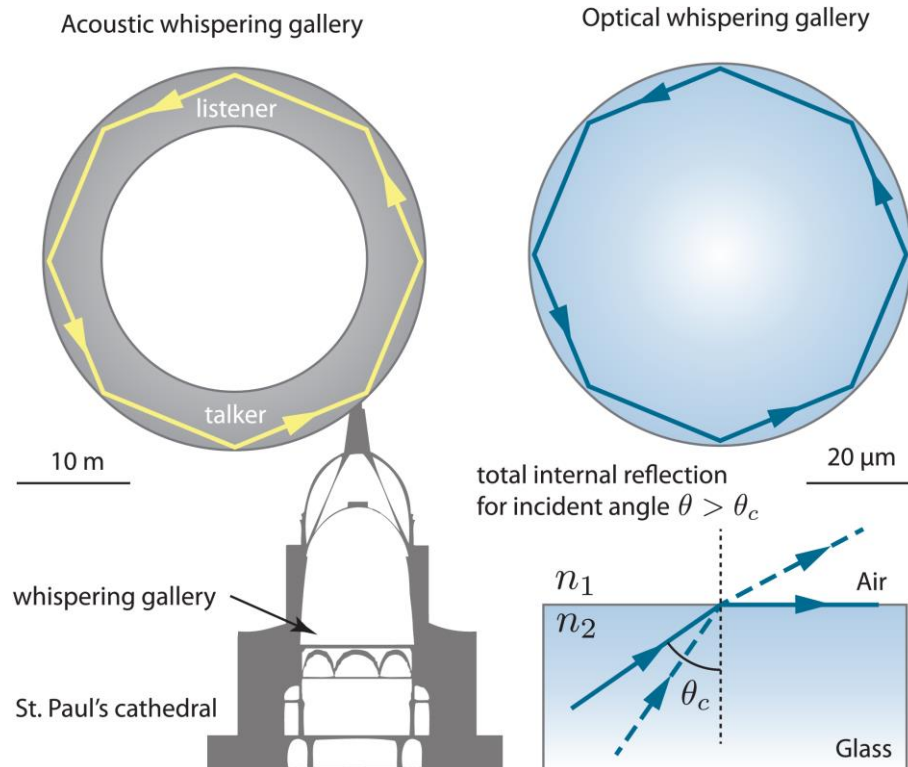 Acoustic whispering gallery
listener
talker
10 m
whispering gallery
St. Paul's cathedral
Optical whispering gallery
20 µm
total internal reflection
for incident angle θ > θc
n1
n2
Air
θc
Glass